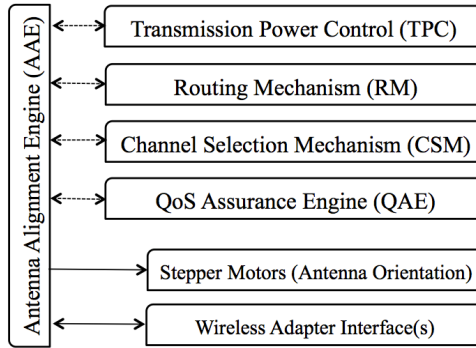 Antenna Alignment Engine (AAE)
Transmission Power Control (TPC)
Routing Mechanism (RM)
Channel Selection Mechanism (CSM)
QoS Assurance Engine (QAE)
Stepper Motors (Antenna Orientation)
Wireless Adapter Interface(s)